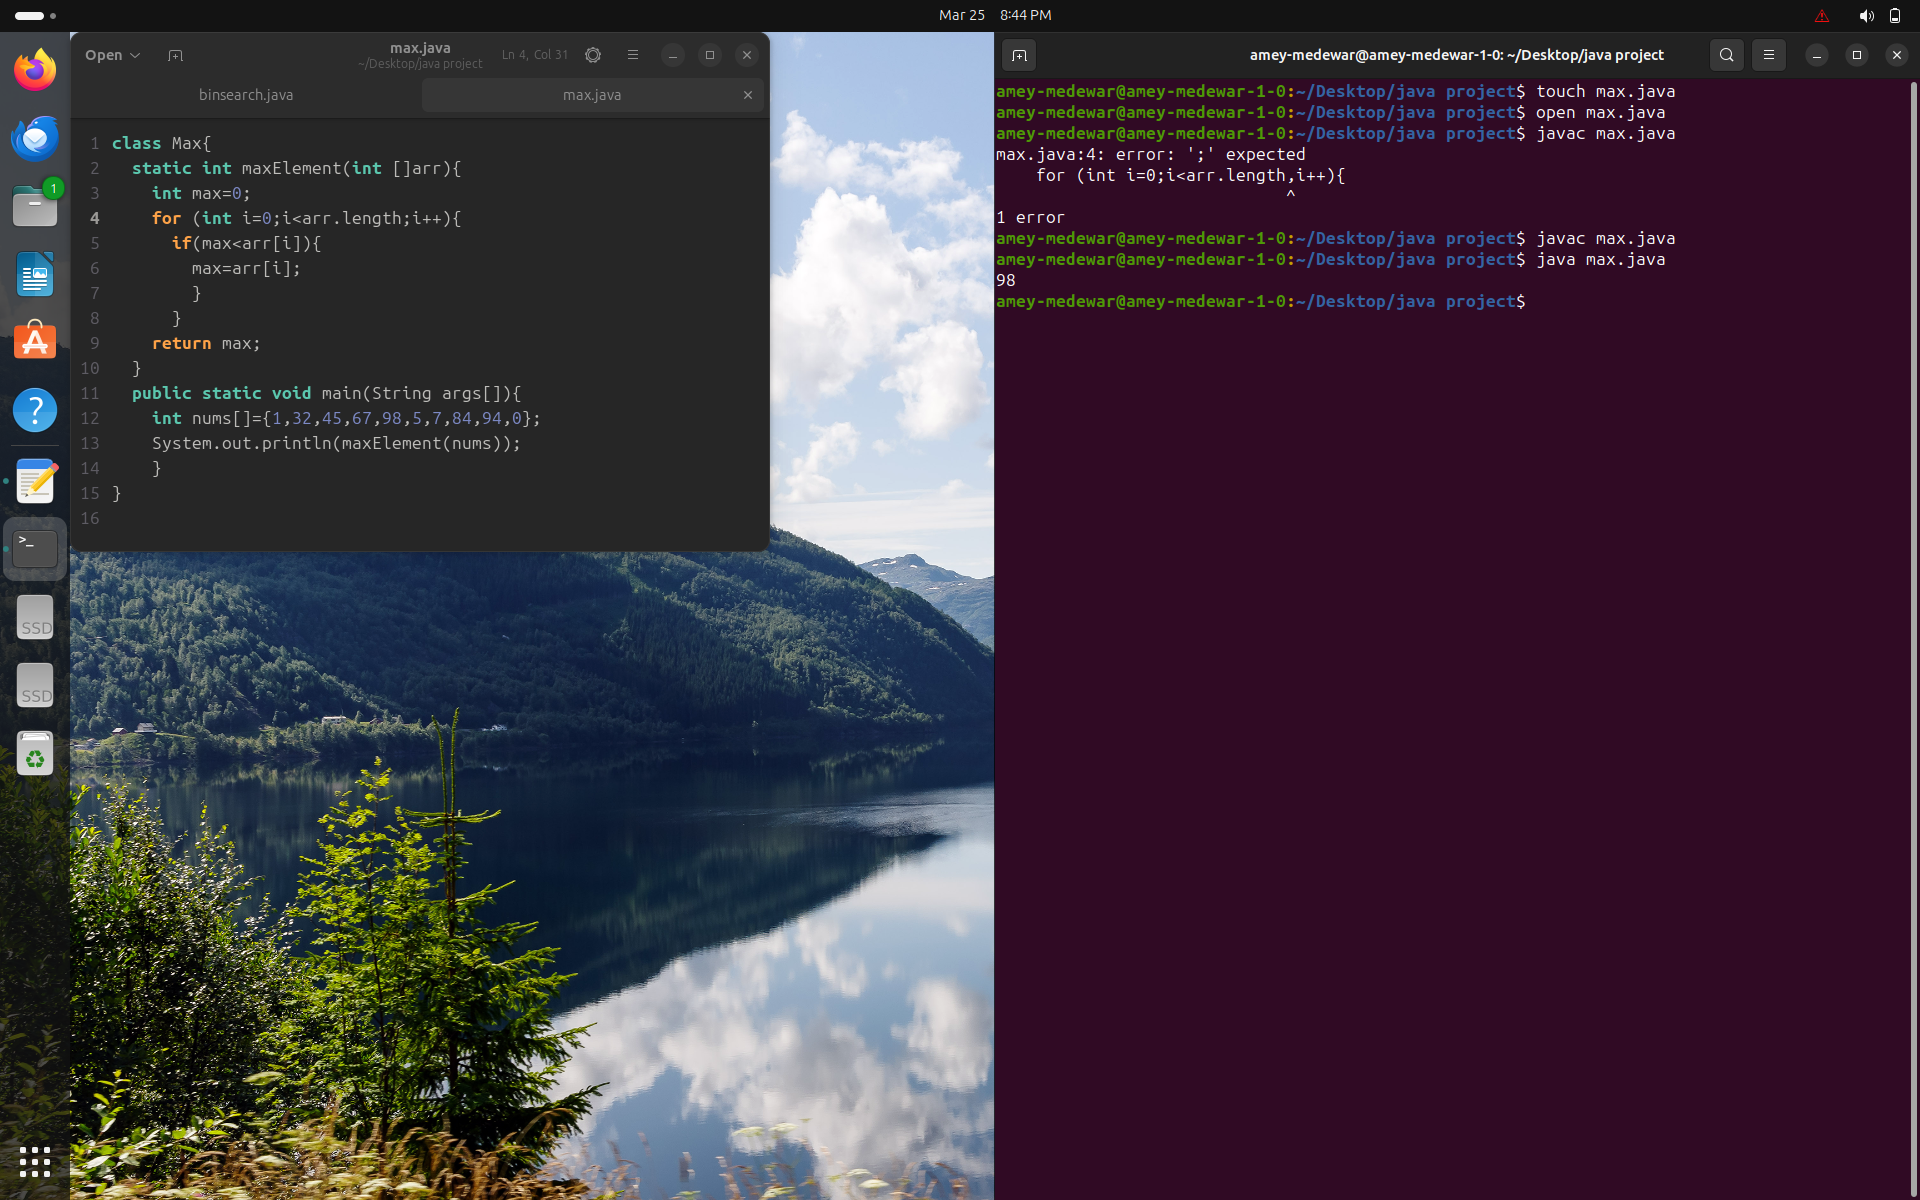 Mar 25 8:44 PM
Open
max.java
~/Desktop/java project
Ln 4, Col 31
binsearch.java
max.java
1 class Max{
2 static int maxElement(int []arr){
3 int max=0;
4 for (int i=0;i<arr.length;i++){
5 if(max<arr[i]){
6 max=arr[i];
7 }
8 }
9 return max;
10 }
11 public static void main(String args[]){
12 int nums[]={1,32,45,67,98,5,7,84,94,0};
13 System.out.println(maxElement(nums));
14 }
15 }
16
amey-medewar@amey-medewar-1-0: ~/Desktop/java project
amey-medewar@amey-medewar-1-0:~/Desktop/java project$ touch max.java
amey-medewar@amey-medewar-1-0:~/Desktop/java project$ open max.java
amey-medewar@amey-medewar-1-0:~/Desktop/java project$ javac max.java
max.java:4: error: ';' expected
    for (int i=0;i<arr.length,i++){
                             ^
1 error
amey-medewar@amey-medewar-1-0:~/Desktop/java project$ javac max.java
amey-medewar@amey-medewar-1-0:~/Desktop/java project$ java max.java
98
amey-medewar@amey-medewar-1-0:~/Desktop/java project$
1
A
?
>_
SSD
SSD